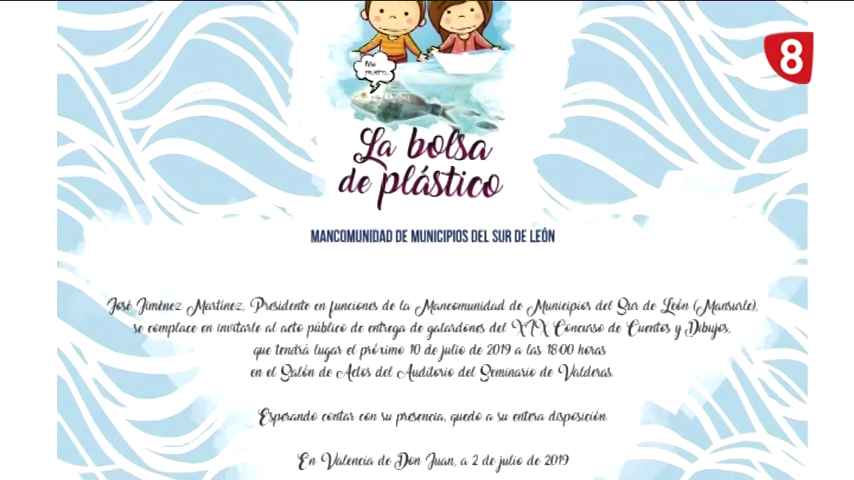 8
La bolsa
de plástico
MANCOMUNIDAD DE MUNICIPIOS DEL SUR DE LEÓN
José Jiménez Martínez, Presidente en funciones de la Mancomunidad de Municipios del Sur de León (Mansurle),
se complace en invitarle al acto público de entrega de galardones del XIX Concurso de Cuentos y Dibujos,
que tendrá lugar el próximo 10 de julio de 2019 a las 18:00 horas
en el Salón de Actos del Auditorio del Seminario de Valderas.
Esperando contar con su presencia, quedo a su entera disposición.
En Valencia de Don Juan, a 2 de julio de 2019